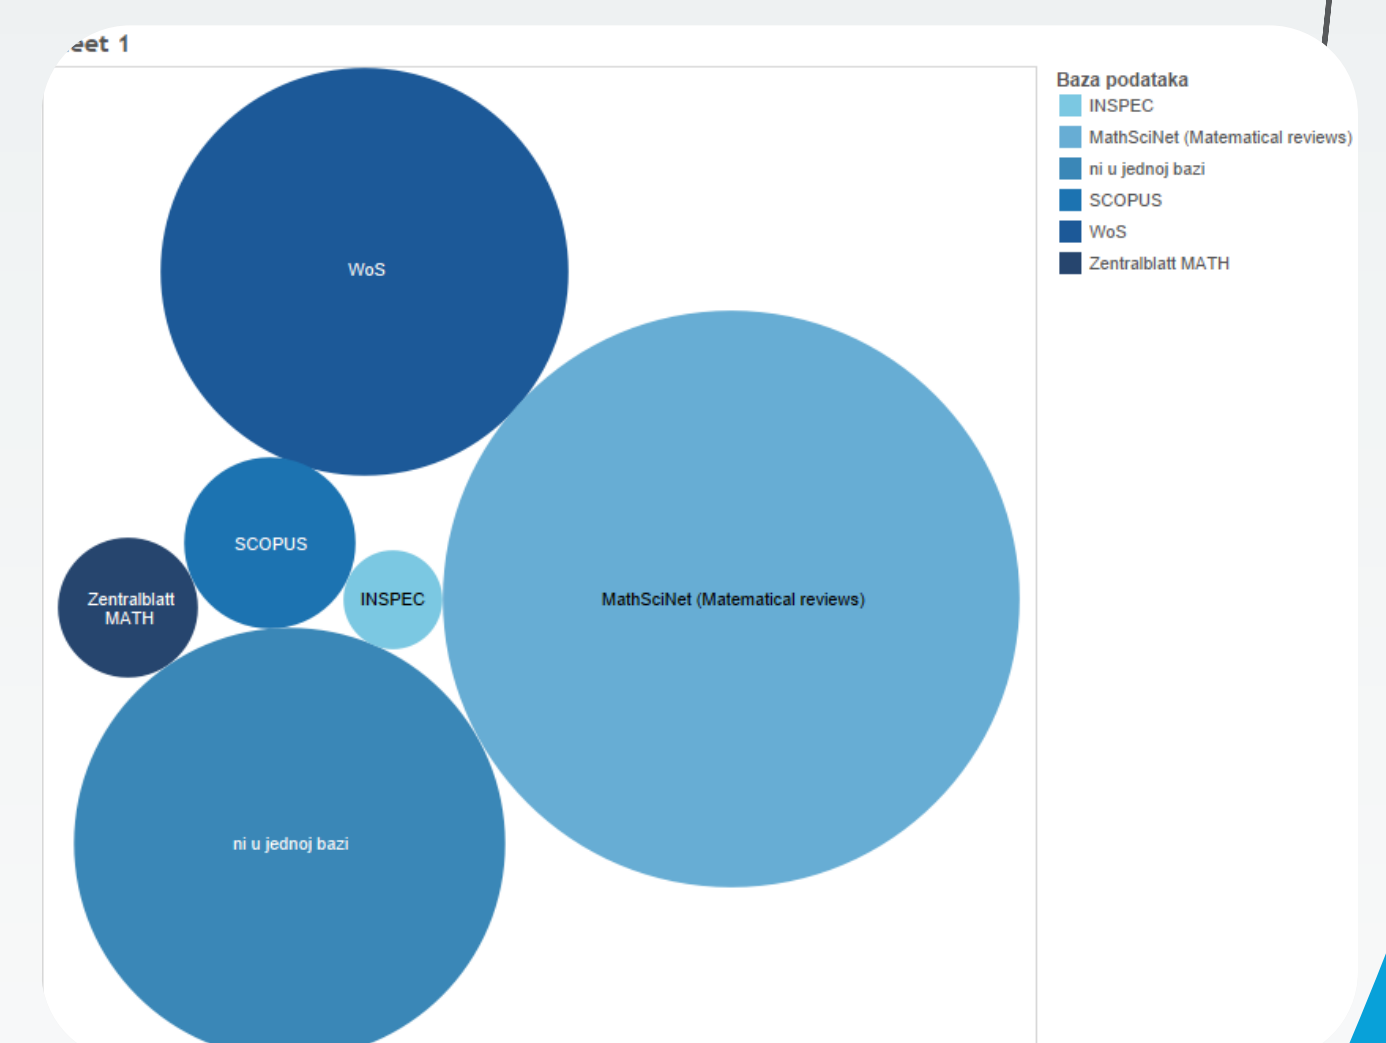 eet 1
WoS
SCOPUS
Zentralblatt
MATH
INSPEC
MathSciNet (Matematical reviews)
ni u jednoj bazi
Baza podataka
INSPEC
MathSciNet (Matematical reviews)
ni u jednoj bazi
SCOPUS
WoS
Zentralblatt MATH